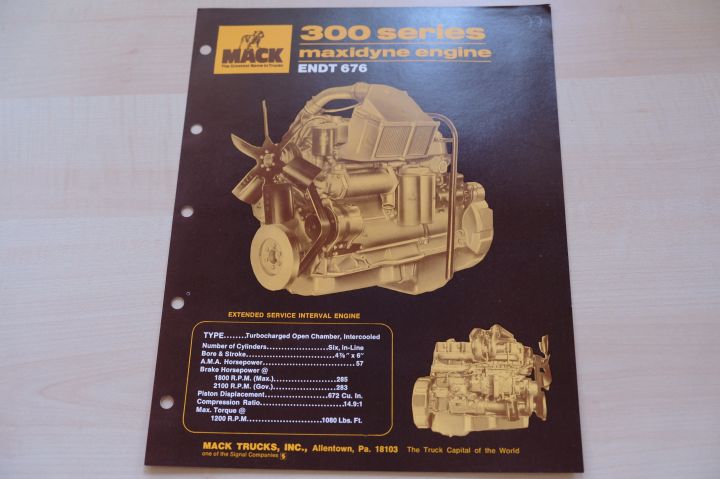 MACK
The Greatest Name in Trucks
300 series
maxidyne engine
ENDT 676
77
EXTENDED SERVICE INTERVAL ENGINE
TYPE.......Turbocharged Open Chamber, Intercooled
Number of Cylinders......................Six, in-Line
Bore & Stroke................................4⅞" x 6"
A.M.A. Horsepower.................................57
Brake Horsepower @
1800 R.P.M. (Max.)......................285
2100 R.P.M. (Gov.)......................283
Piston Displacement......................672 Cu. In.
Compression Ratio............................14.9:1
Max. Torque @
1200 R.P.M...........................1080 Lbs. Ft.
MACK TRUCKS, INC., Allentown, Pa. 18103 The Truck Capital of the World
one of the Signal Companies S